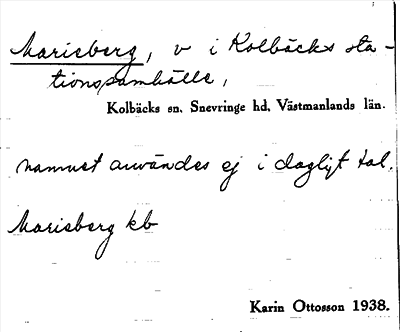 Marieberg, v i Kolbäcks sta-
tionssamhälle,
Kolbäcks sn, Snevringe hd, Västmanlands län.
namnet användes ej i dagligt tal.
Marieberg kb
Karin Ottosson 1938.